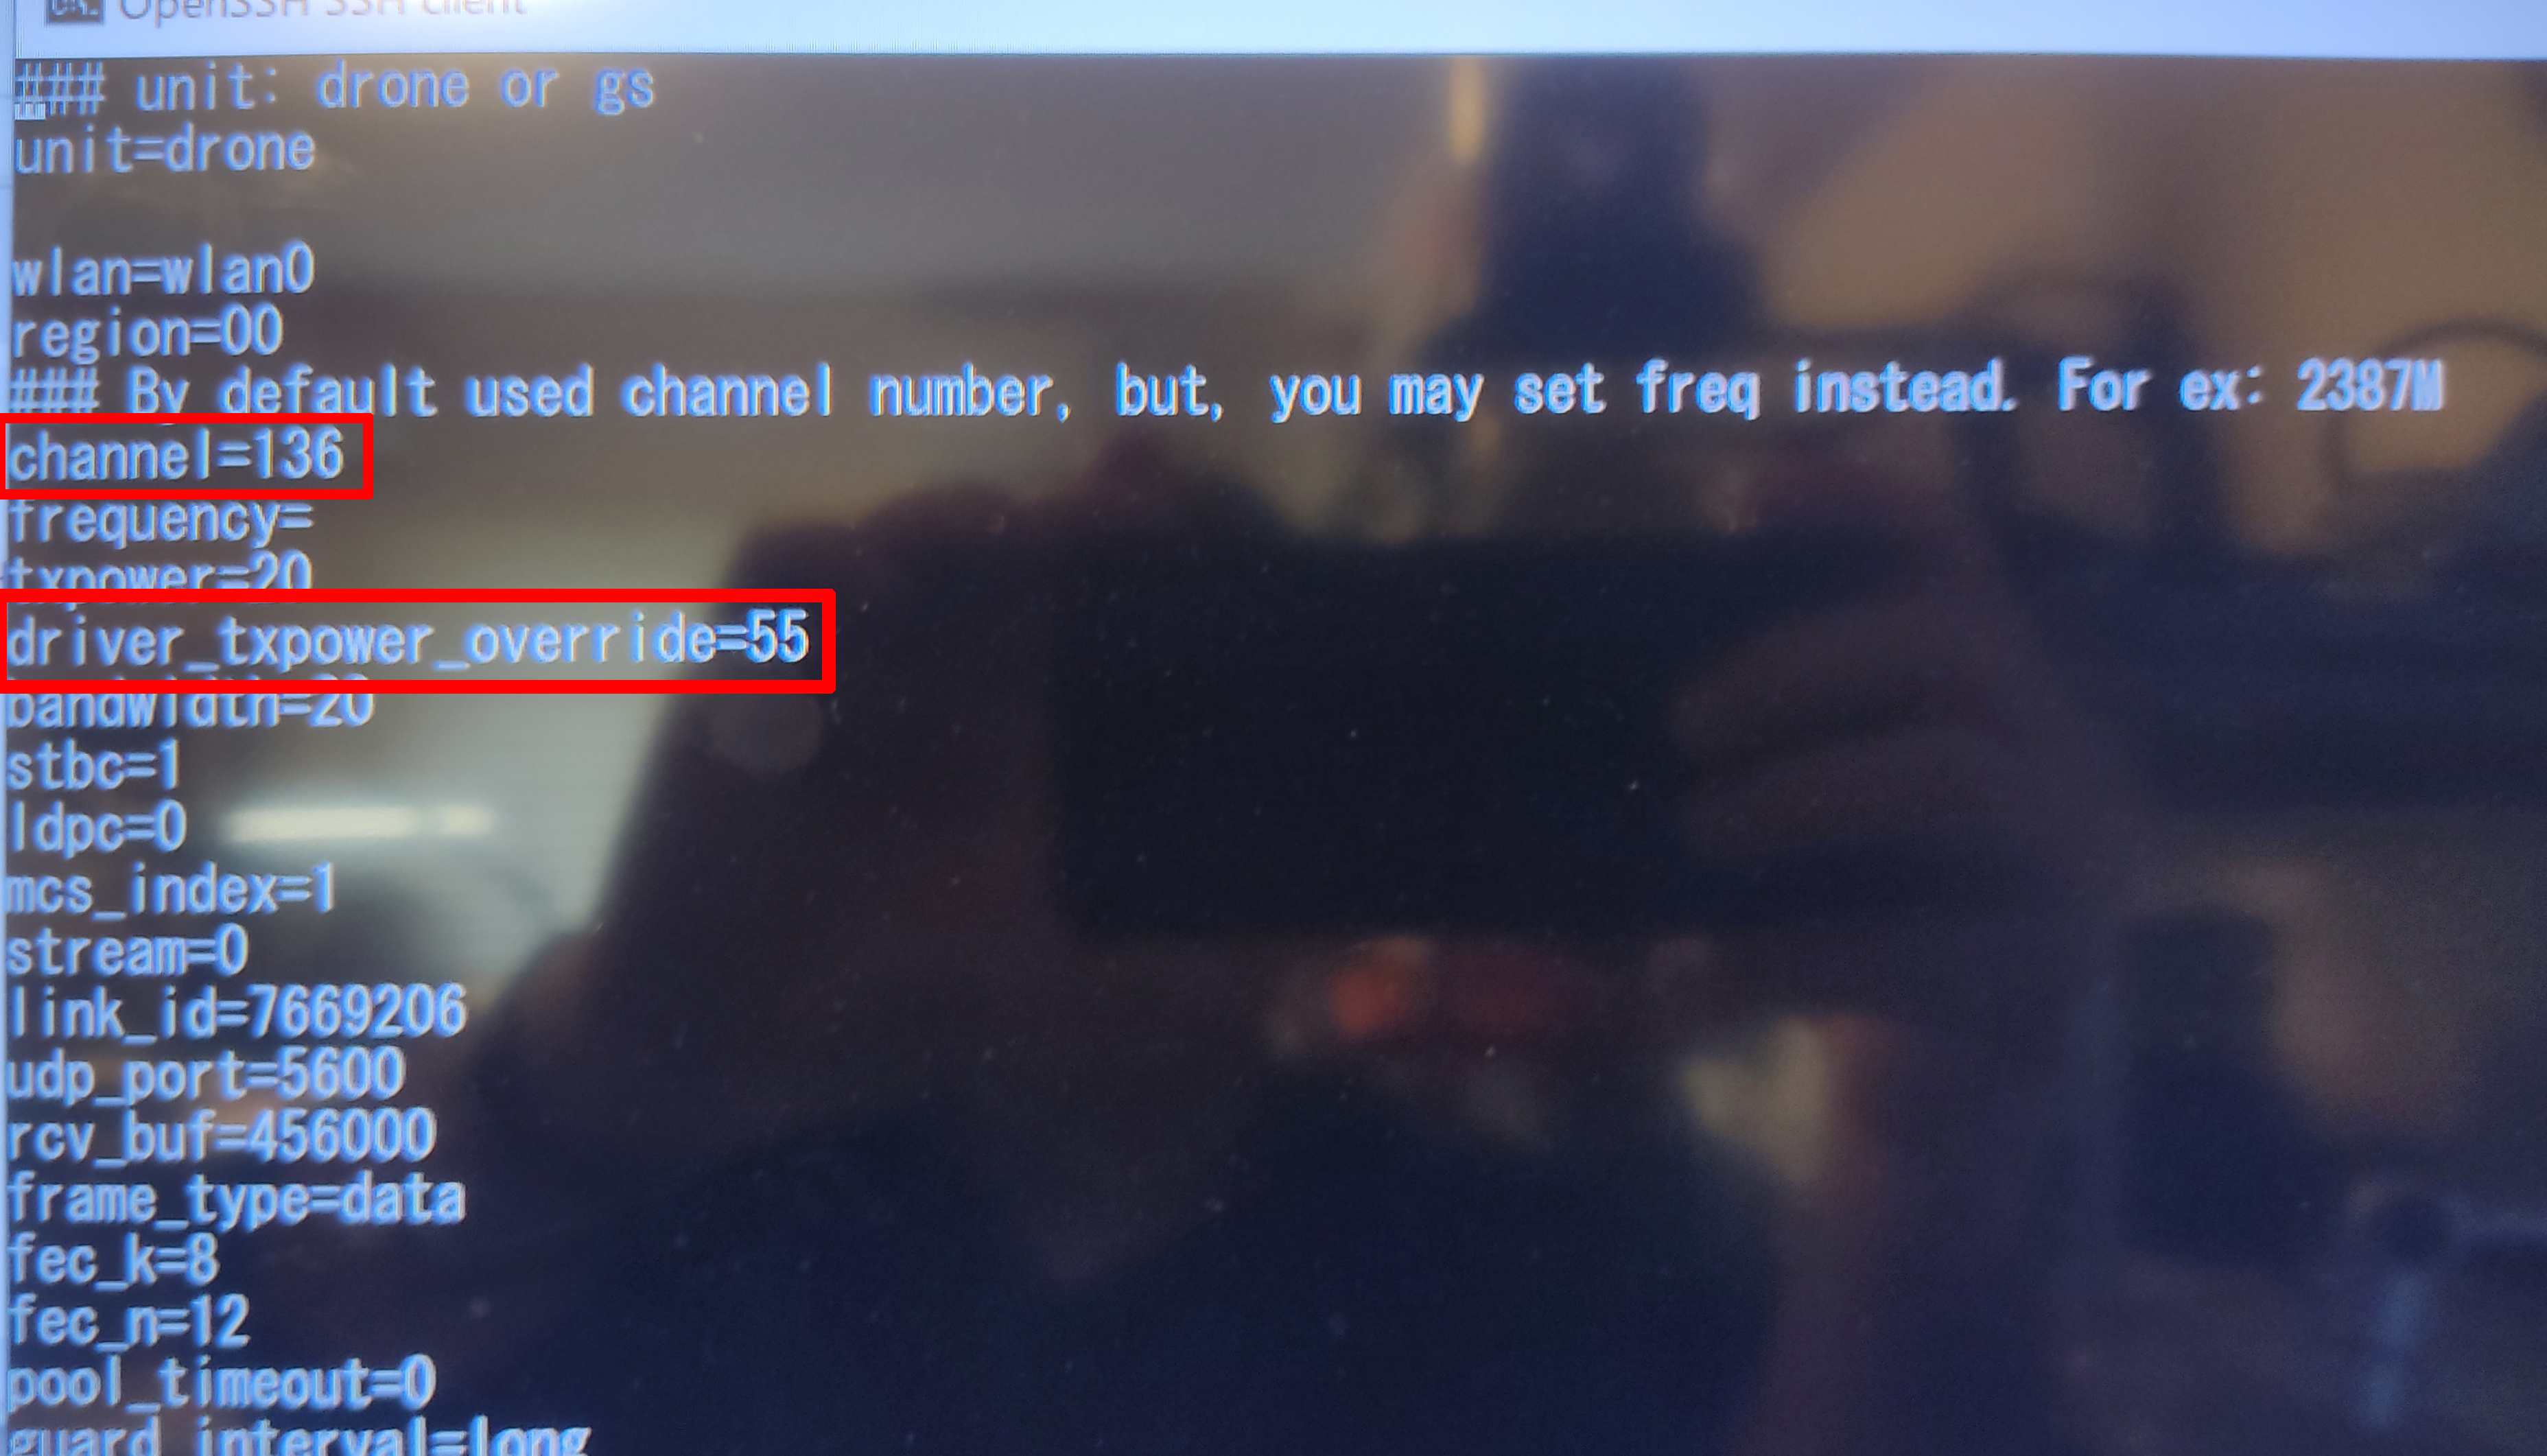 OpenSSH SSH client
### unit: drone or gs
unit=drone
wlan=wlan0
region=00
### By default used channel number, but, you may set freq instead. For ex: 2387M
channel=136
frequency=
txpower=20
driver_txpower_override=55
bandwidth=20
stbc=1
ldpc=0
mcs_index=1
stream=0
link_id=7669206
udp_port=5600
rcv_buf=456000
frame_type=data
fec_k=8
fec_n=12
pool_timeout=0
guard_interval=long